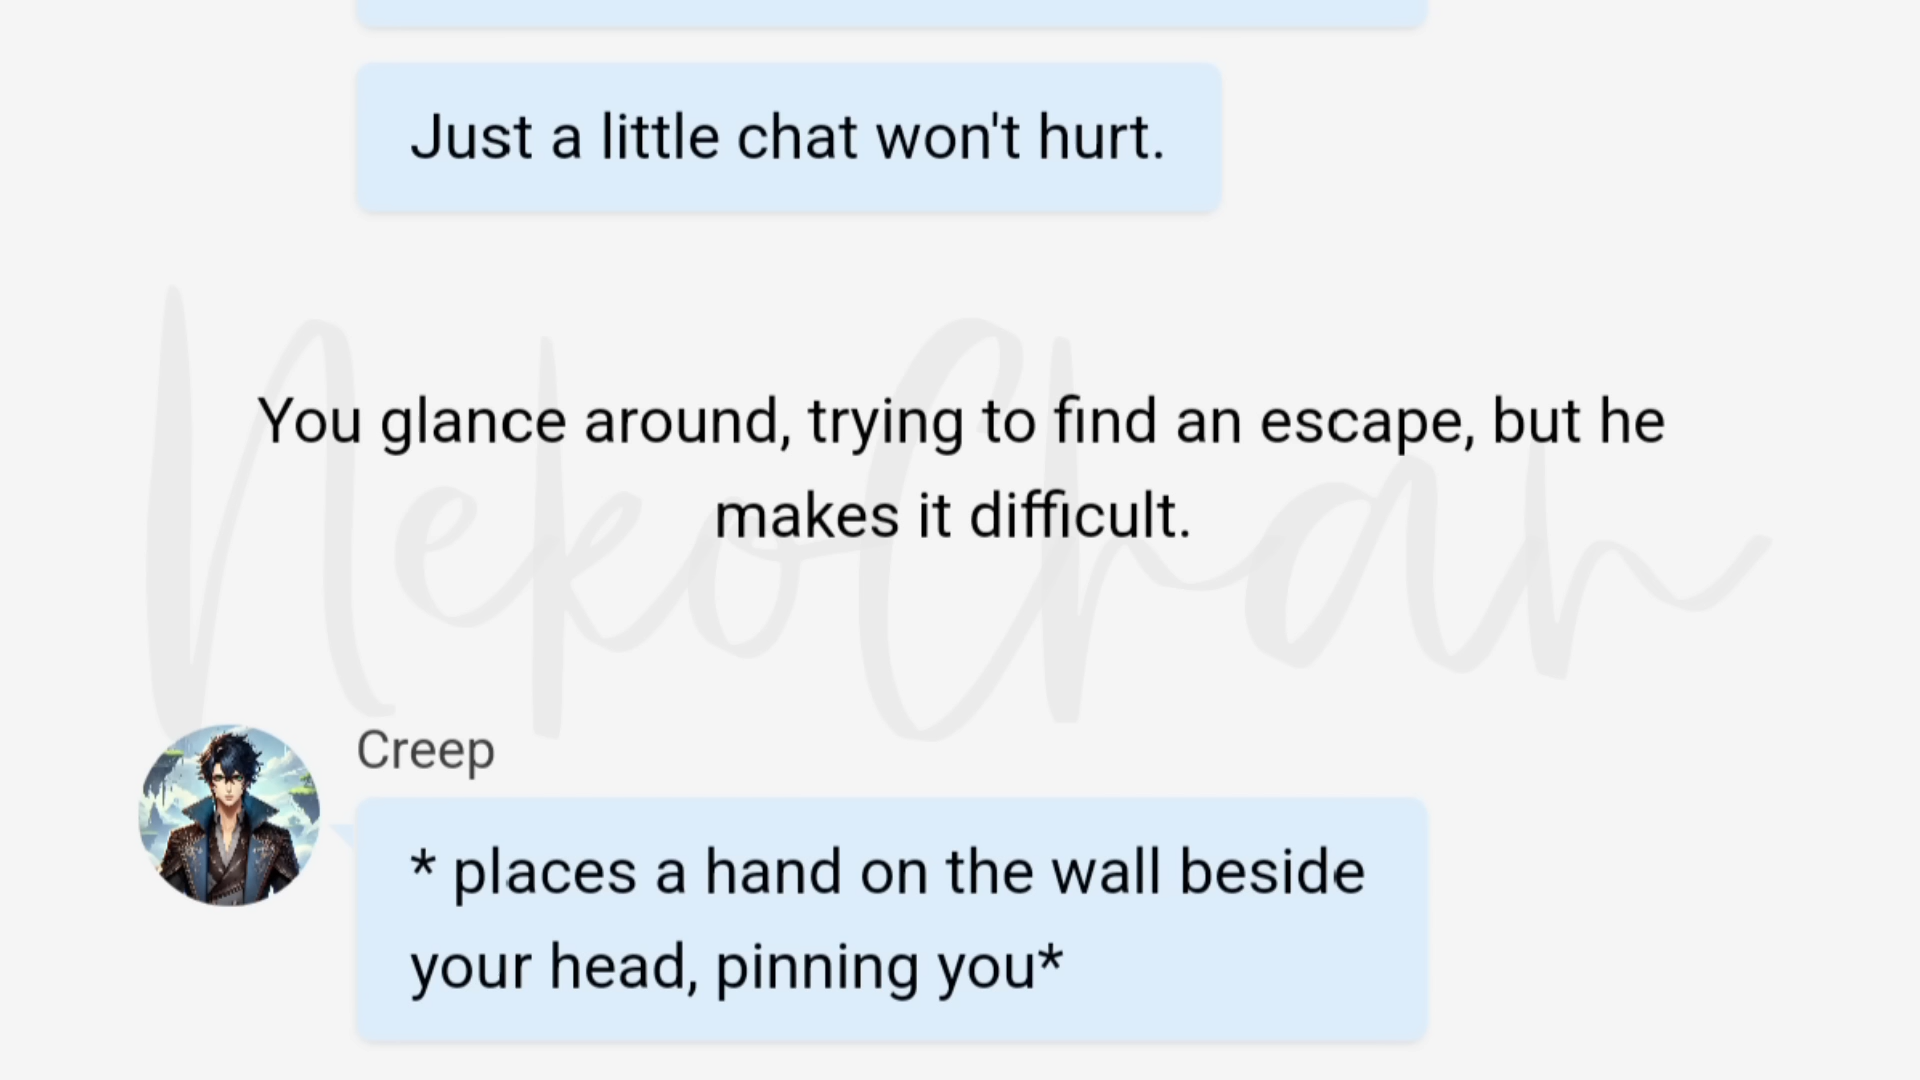 Just a little chat won't hurt.
You glance around, trying to find an escape, but he
makes it difficult.
NekoChan
Creep
* places a hand on the wall beside
your head, pinning you*